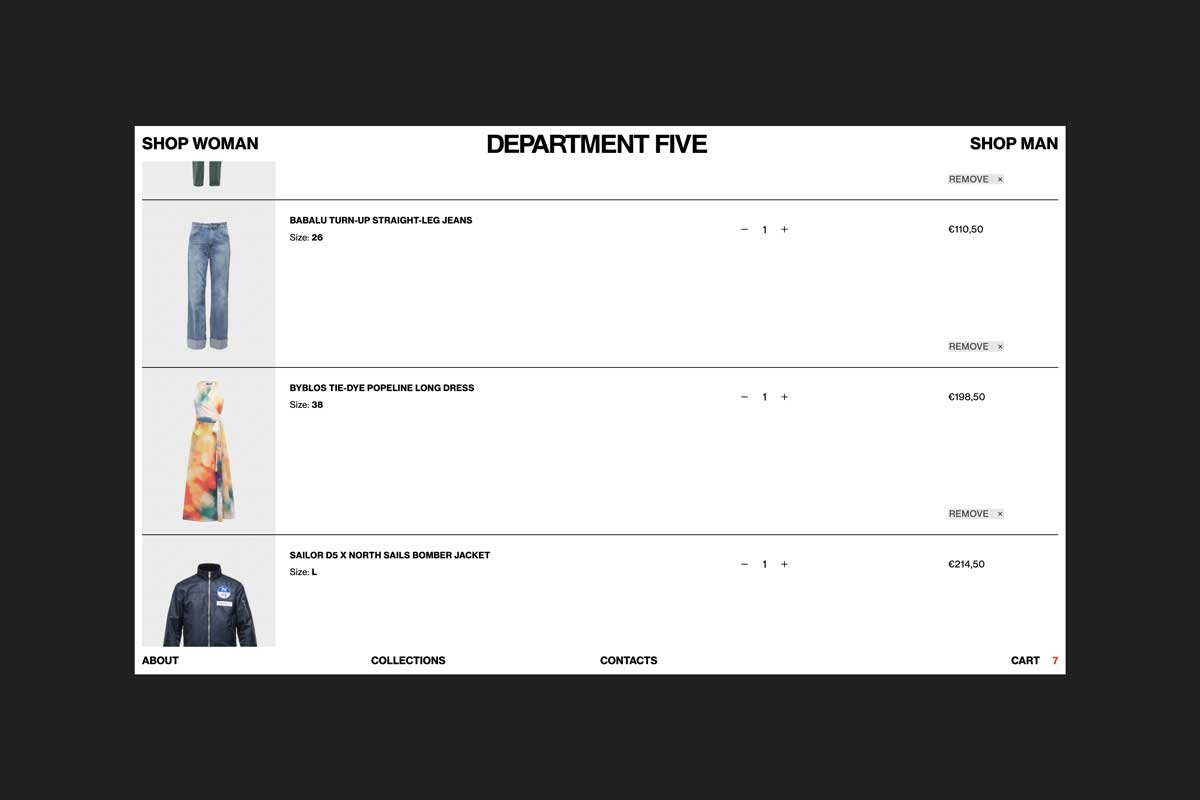 SHOP WOMAN DEPARTMENT FIVE SHOP MAN
REMOVE ×
BABALU TURN-UP STRAIGHT-LEG JEANS
Size: 26
− 1 +
€110,50
REMOVE ×
BYBLOS TIE-DYE POPELINE LONG DRESS
Size: 38
− 1 +
€198,50
REMOVE ×
SAILOR D5 X NORTH SAILS BOMBER JACKET
Size: L
− 1 +
€214,50
ABOUT COLLECTIONS CONTACTS CART 7